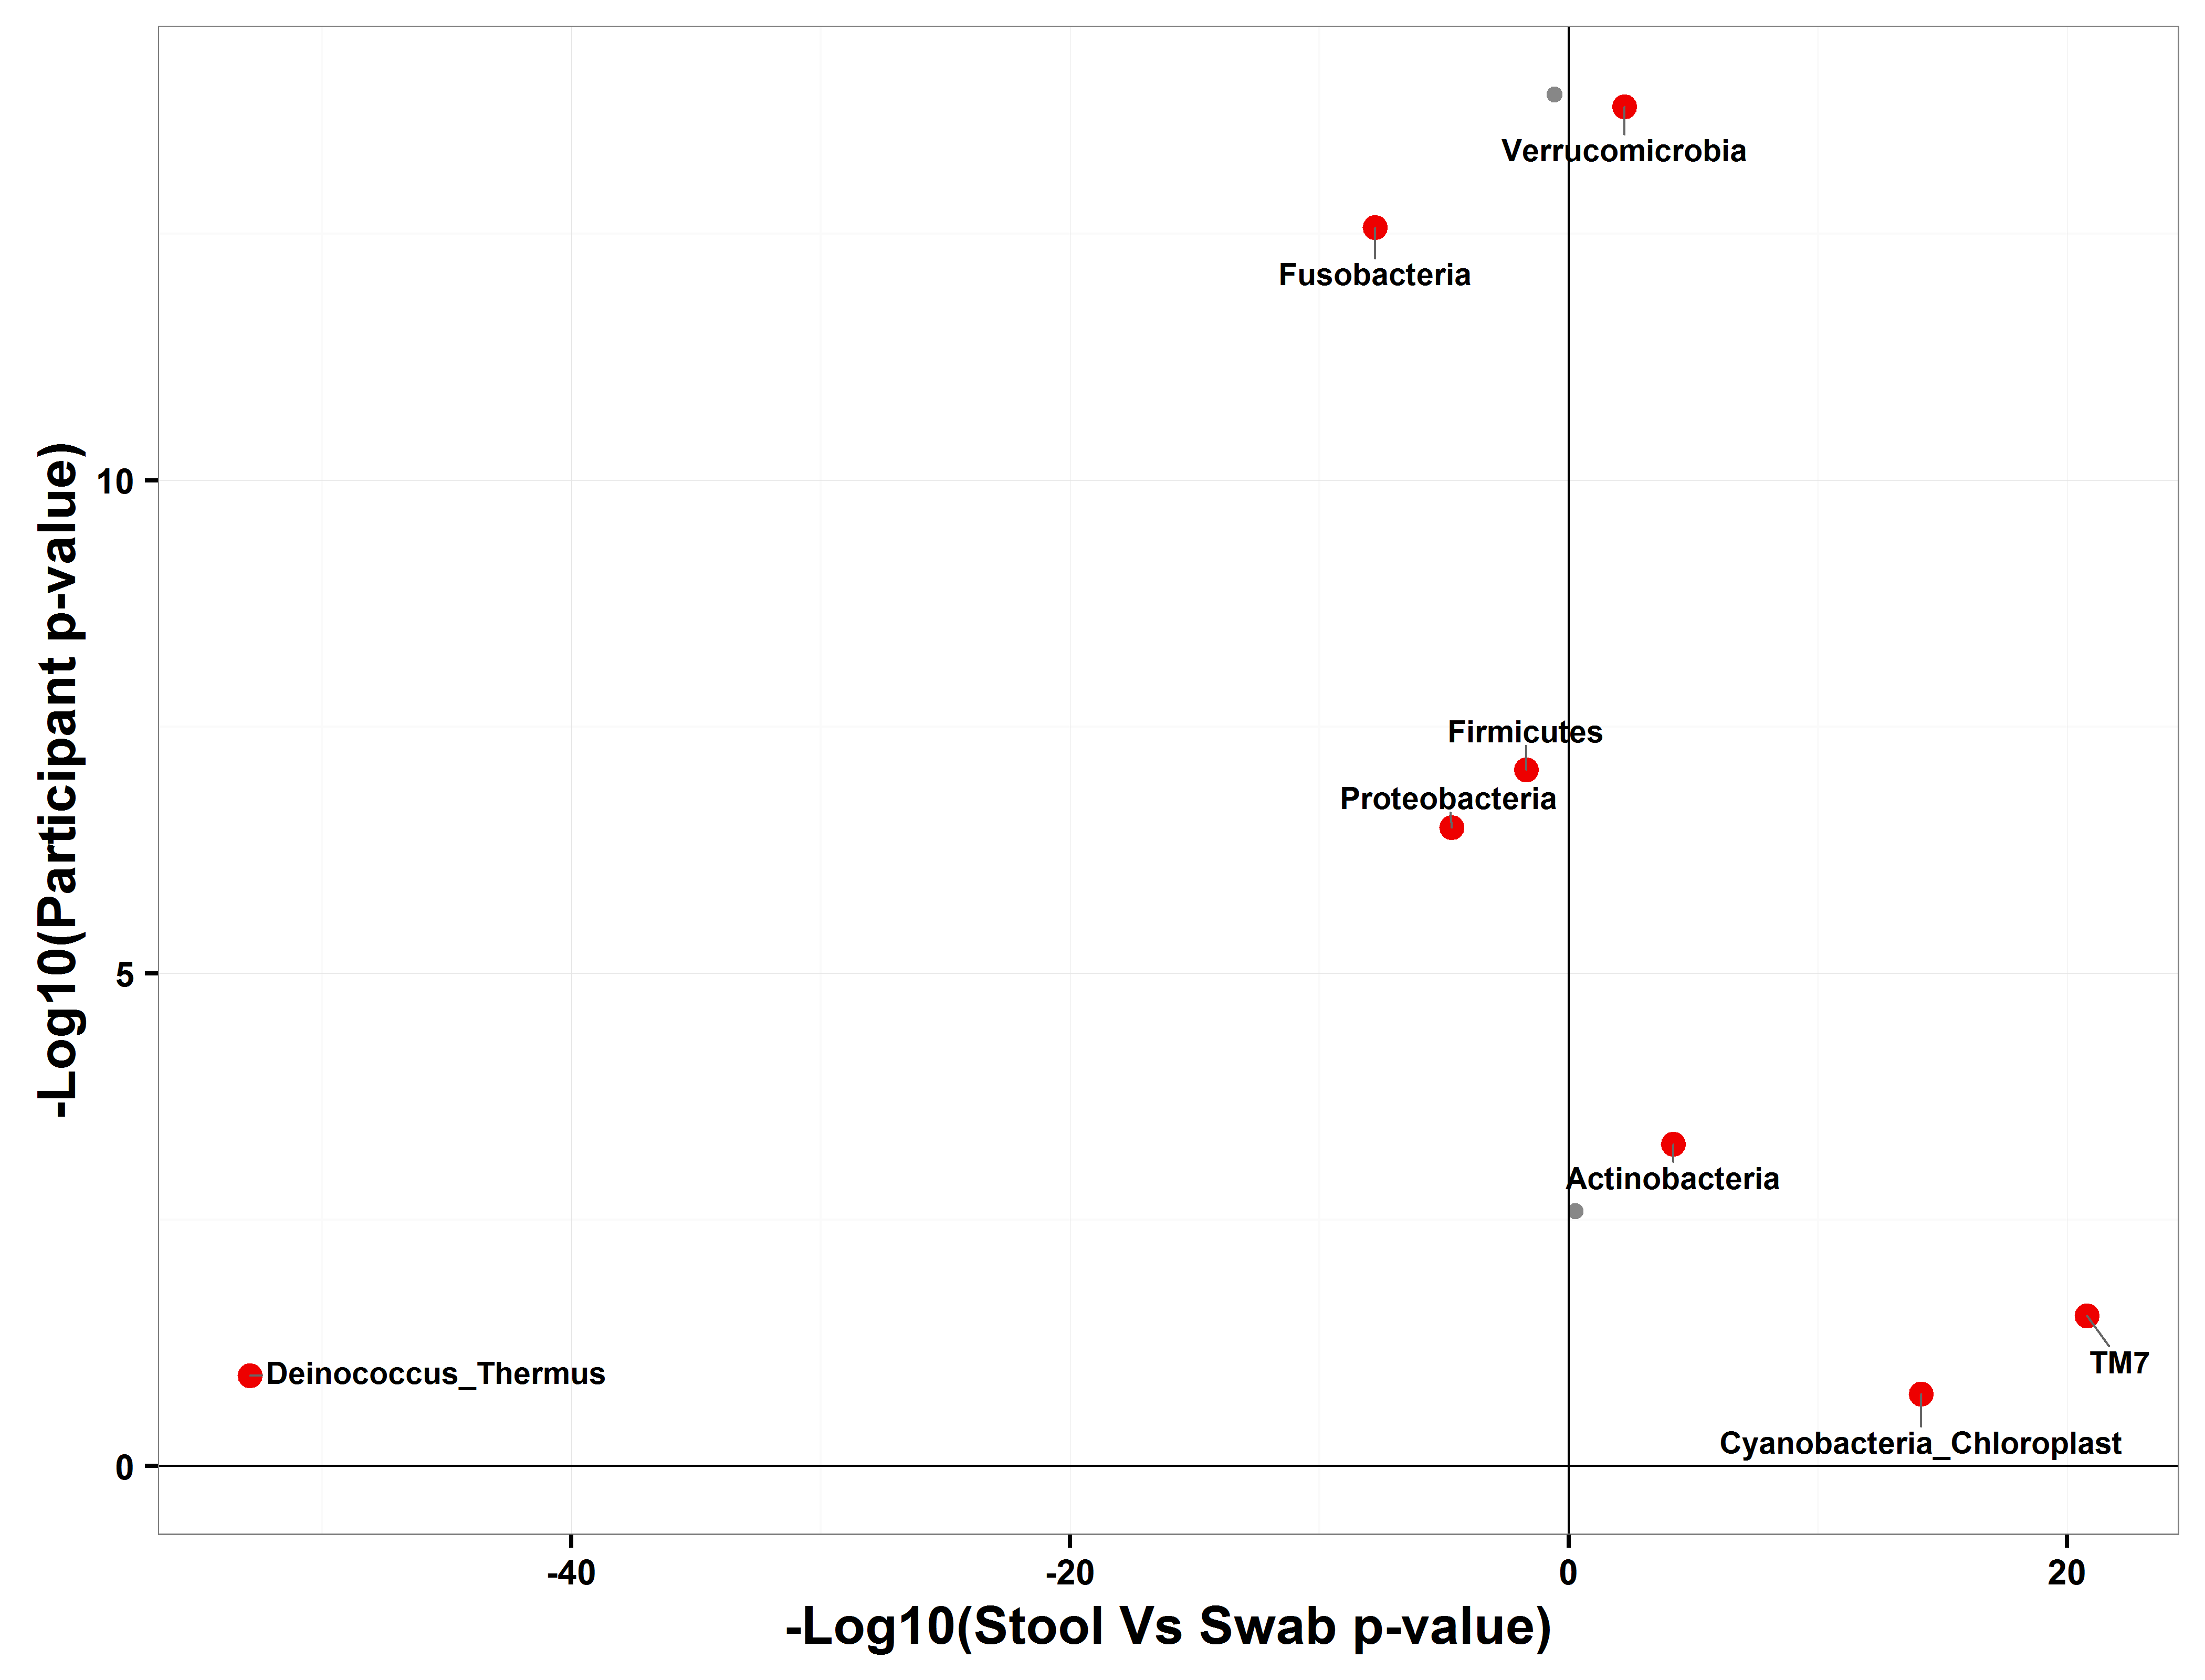 Verrucomicrobia
Fusobacteria
10
Firmicutes
Proteobacteria
-Log10(Participant p-value)
5
Actinobacteria
TM7
Deinococcus_Thermus
Cyanobacteria_Chloroplast
0
-40 -20 0 20
-Log10(Stool Vs Swab p-value)